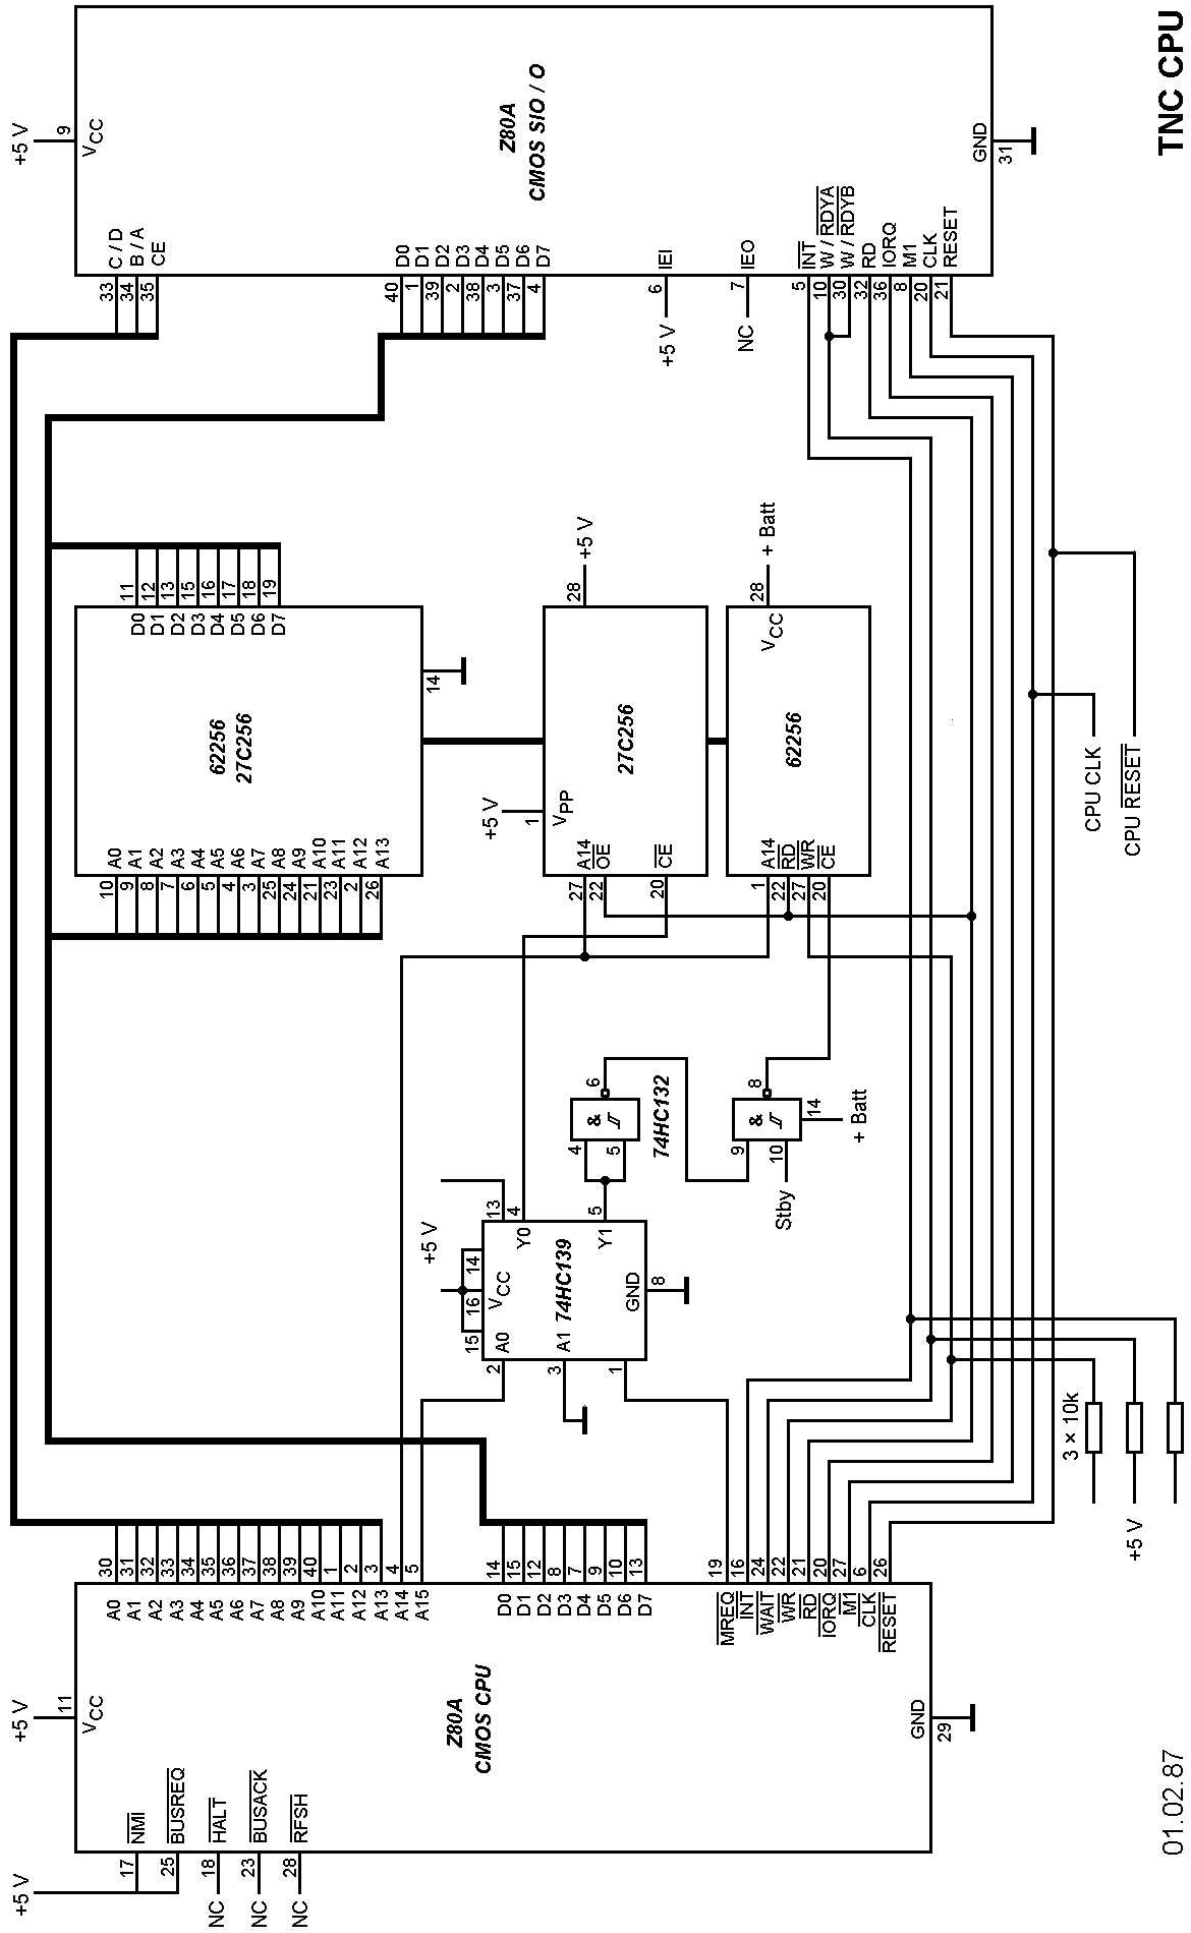 TNC CPU
01.02.87
+5 V
17
NMI
25
BUSREQ
NC
18
HALT
NC
23
BUSACK
NC
28
RFSH
+5 V
11
VCC
Z80A
CMOS CPU
GND
29
A0 30
A1 31
A2 32
A3 33
A4 34
A5 35
A6 36
A7 37
A8 38
A9 39
A10 40
A11 1
A12 2
A13 3
A14 4
A15 5
D0 14
D1 15
D2 12
D3 8
D4 7
D5 9
D6 10
D7 13
MREQ 19
INT 16
WAIT 24
WR 22
RD 21
IORQ 20
M1 27
CLK 6
RESET 26
+5 V
3 × 10k
+5 V
15
16
14
VCC
13
2
A0
Y0
4
3
A1
74HC139
Y1
5
1
GND
8
4
5
&
6
74HC132
9
10
&
8
14
+ Batt
Stby
10 A0
9 A1
8 A2
7 A3
6 A4
5 A5
4 A6
3 A7
25 A8
24 A9
21 A10
23 A11
2 A12
26 A13
62256
27C256
14
D0 11
D1 12
D2 13
D3 15
D4 16
D5 17
D6 18
D7 19
+5 V
1
VPP
27 A14
22 OE
20 CE
27C256
28
+5 V
1 A14
22 RD
27 WR
20 CE
62256
VCC
28
+ Batt
CPU CLK
CPU RESET
33 C / D
34 B / A
35 CE
40 D0
1 D1
39 D2
2 D3
38 D4
3 D5
37 D6
4 D7
+5 V
6 IEI
NC
7 IEO
5 INT
10 W / RDYA
30 W / RDYB
32 RD
36 IORQ
8 M1
20 CLK
21 RESET
+5 V
9
VCC
Z80A
CMOS SIO / O
GND
31